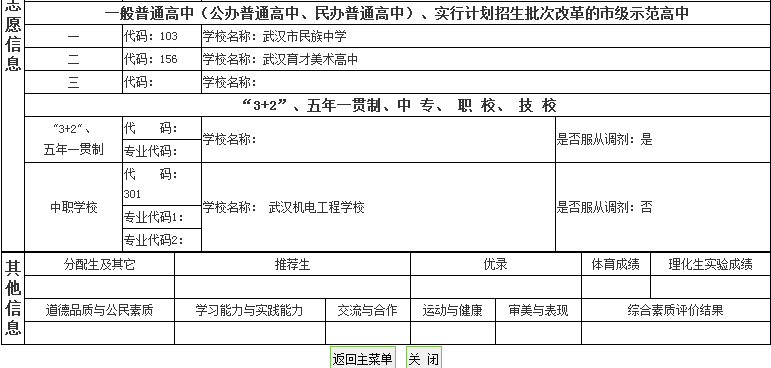 志愿信息
一般普通高中（公办普通高中、民办普通高中）、实行计划招生批次改革的市级示范高中
一 代码：103 学校名称：武汉市民族中学
二 代码：156 学校名称：武汉育才美术高中
三 代码： 学校名称：
“3+2”、五年一贯制、中 专、 职 校、 技 校
“3+2”、
五年一贯制
代 码：
专业代码：
学校名称：
是否服从调剂：是
中职学校
代 码：
301
专业代码1：
专业代码2：
学校名称： 武汉机电工程学校
是否服从调剂：否
其他信息
分配生及其它 推荐生 优录 体育成绩 理化生实验成绩
道德品质与公民素质 学习能力与实践能力 交流与合作 运动与健康 审美与表现 综合素质评价结果
返回主菜单 关 闭